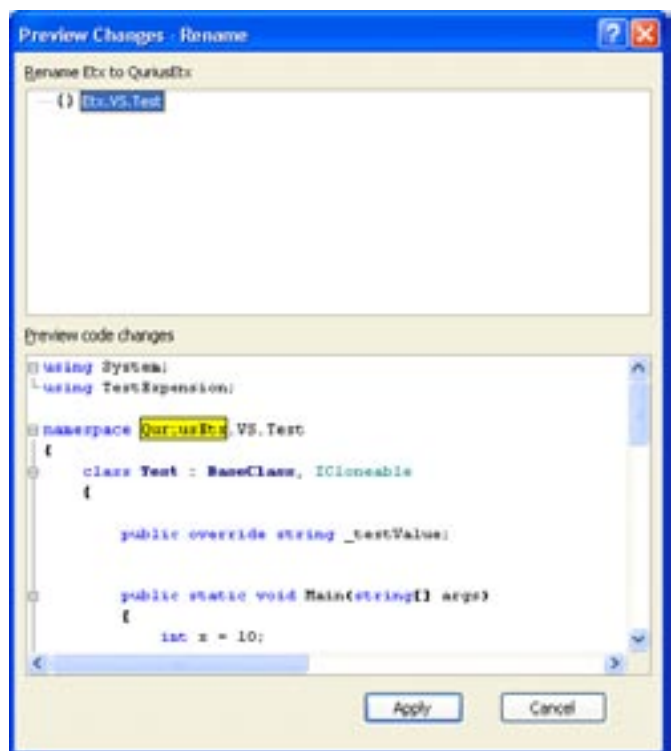 Preview Changes - Rename
Rename Etx to QuriusEtx
{} Etx.VS.Test
Preview code changes
using System;
using TestExpension;
namespace QuriusEtx.VS.Test
{
class Test : BaseClass, ICloneable
{
public override string _testValue;
public static void Main(string[] args)
{
int x = 10;
Apply Cancel